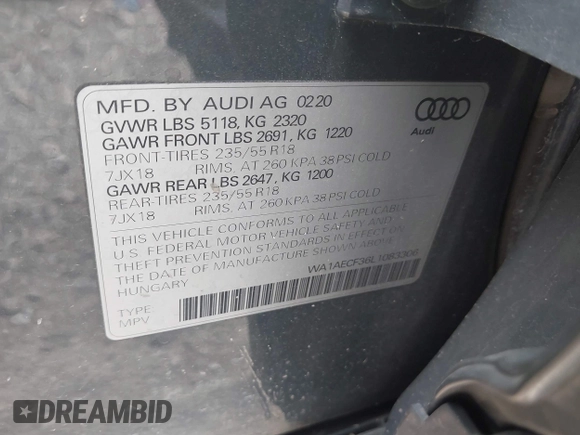 MFD. BY AUDI AG 02 20
GVWR LBS 5118, KG 2320
GAWR FRONT LBS 2691, KG 1220
FRONT-TIRES 235/55 R18
7JX18 RIMS, AT 260 KPA 38 PSI COLD
GAWR REAR LBS 2647, KG 1200
REAR-TIRES 235/55 R18
7JX18 RIMS, AT 260 KPA 38 PSI COLD
THIS VEHICLE CONFORMS TO ALL APPLICABLE
U.S. FEDERAL MOTOR VEHICLE SAFETY AND
THEFT PREVENTION STANDARDS IN EFFECT ON
THE DATE OF MANUFACTURE SHOWN ABOVE.
HUNGARY
TYPE:
MPV
Audi
DREAMBID